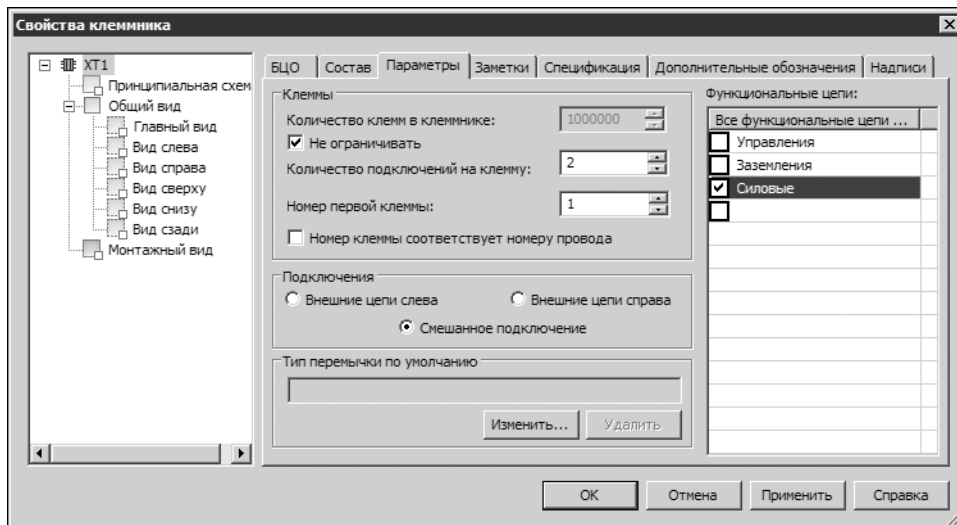 Свойства клеммника
XT1
Принципиальная схем
Общий вид
Главный вид
Вид слева
Вид справа
Вид сверху
Вид снизу
Вид сзади
Монтажный вид
БЦО Состав Параметры Заметки Спецификация Дополнительные обозначения Надписи
Клеммы
Количество клемм в клеммнике: 1000000
Не ограничивать
Количество подключений на клемму: 2
Номер первой клеммы: 1
Номер клеммы соответствует номеру провода
Подключения
Внешние цепи слева Внешние цепи справа
Смешанное подключение
Тип перемычки по умолчанию
Изменить... Удалить
Функциональные цепи:
Все функциональные цепи ...
Управления
Заземления
Силовые
OK Отмена Применить Справка